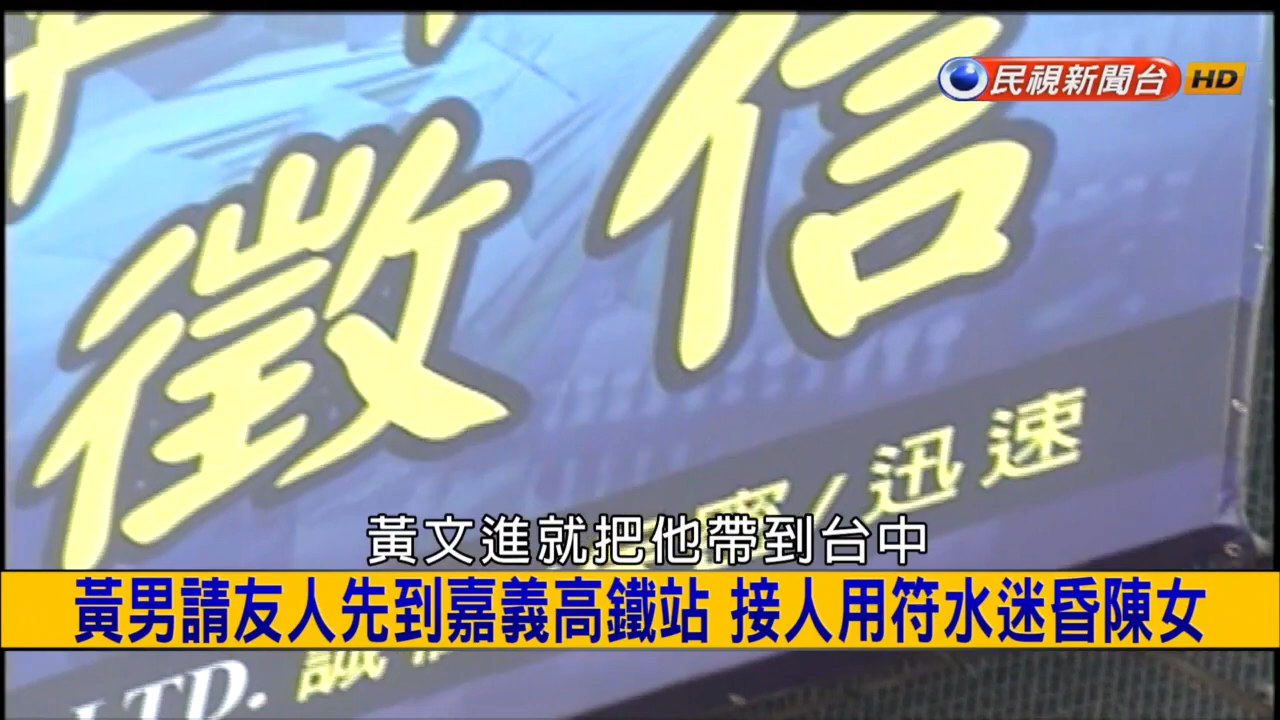 民視新聞台 HD
徵信
迅速
黃文進就把他帶到台中
黃男請友人先到嘉義高鐵站 接人用符水迷昏陳女
LTD. 誠